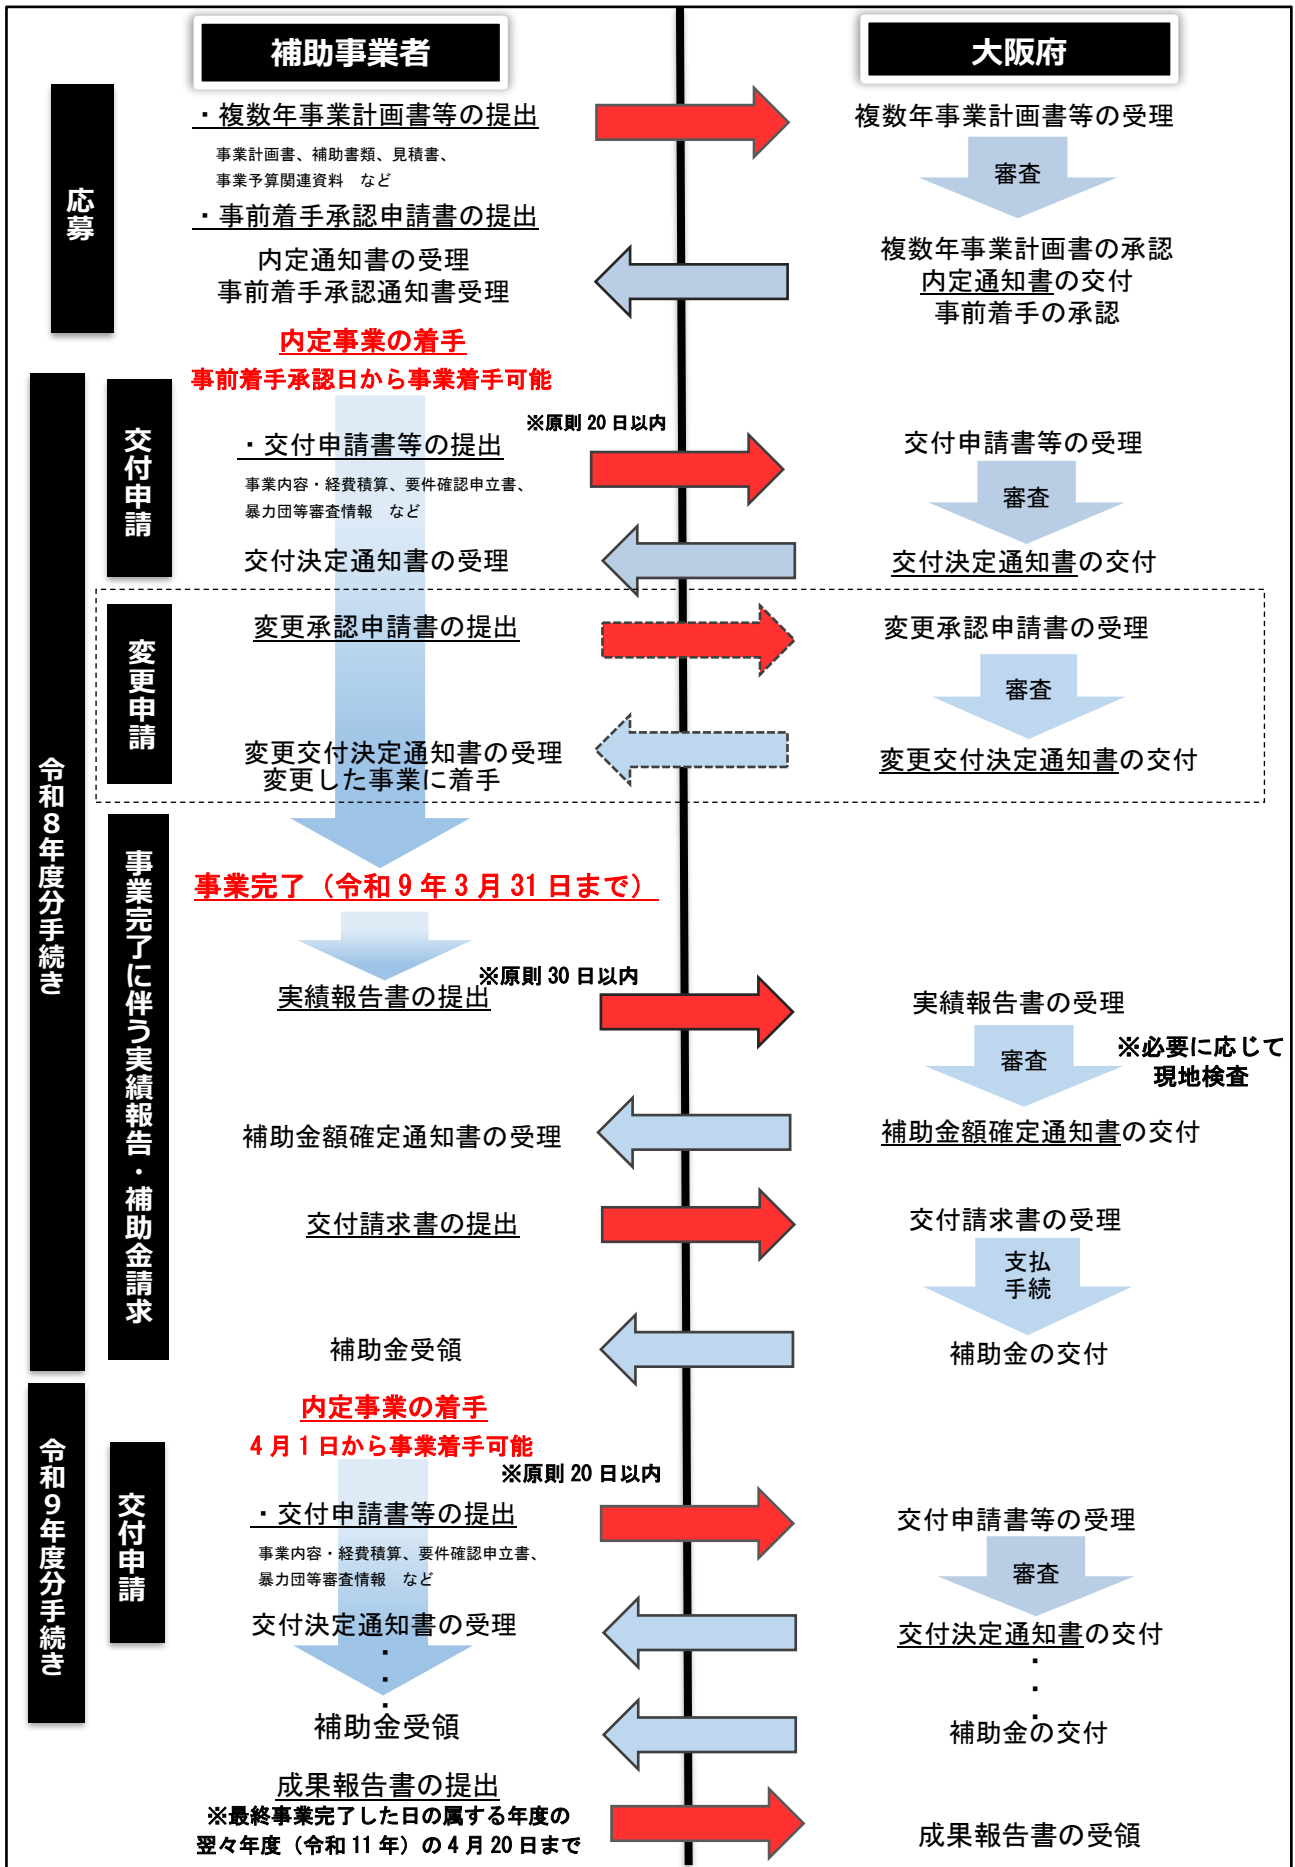 補助事業者
大阪府
応募
・複数年事業計画書等の提出
複数年事業計画書等の受理
事業計画書、補助書類、見積書、
事業予算関連資料　など
審査
・事前着手承認申請書の提出
内定通知書の受理
事前着手承認通知書受理
複数年事業計画書の承認
内定通知書の交付
事前着手の承認
内定事業の着手
事前着手承認日から事業着手可能
令和８年度分手続き
交付申請
※原則 20 日以内
・交付申請書等の提出
交付申請書等の受理
事業内容・経費積算、要件確認申立書、
暴力団等審査情報　など
審査
交付決定通知書の受理
交付決定通知書の交付
変更申請
変更承認申請書の提出
変更承認申請書の受理
審査
変更交付決定通知書の受理
変更した事業に着手
変更交付決定通知書の交付
事業完了に伴う実績報告・補助金請求
事業完了（令和 9 年 3 月 31 日まで）
※原則 30 日以内
実績報告書の提出
実績報告書の受理
審査
※必要に応じて
現地検査
補助金額確定通知書の受理
補助金額確定通知書の交付
交付請求書の提出
交付請求書の受理
支払
手続
補助金受領
補助金の交付
令和９年度分手続き
内定事業の着手
4 月 1 日から事業着手可能
交付申請
※原則 20 日以内
・交付申請書等の提出
交付申請書等の受理
事業内容・経費積算、要件確認申立書、
暴力団等審査情報　など
審査
交付決定通知書の受理
交付決定通知書の交付
・
・
・
・
・
・
補助金受領
補助金の交付
成果報告書の提出
※最終事業完了した日の属する年度の
翌々年度（令和 11 年）の 4 月 20 日まで
成果報告書の受領